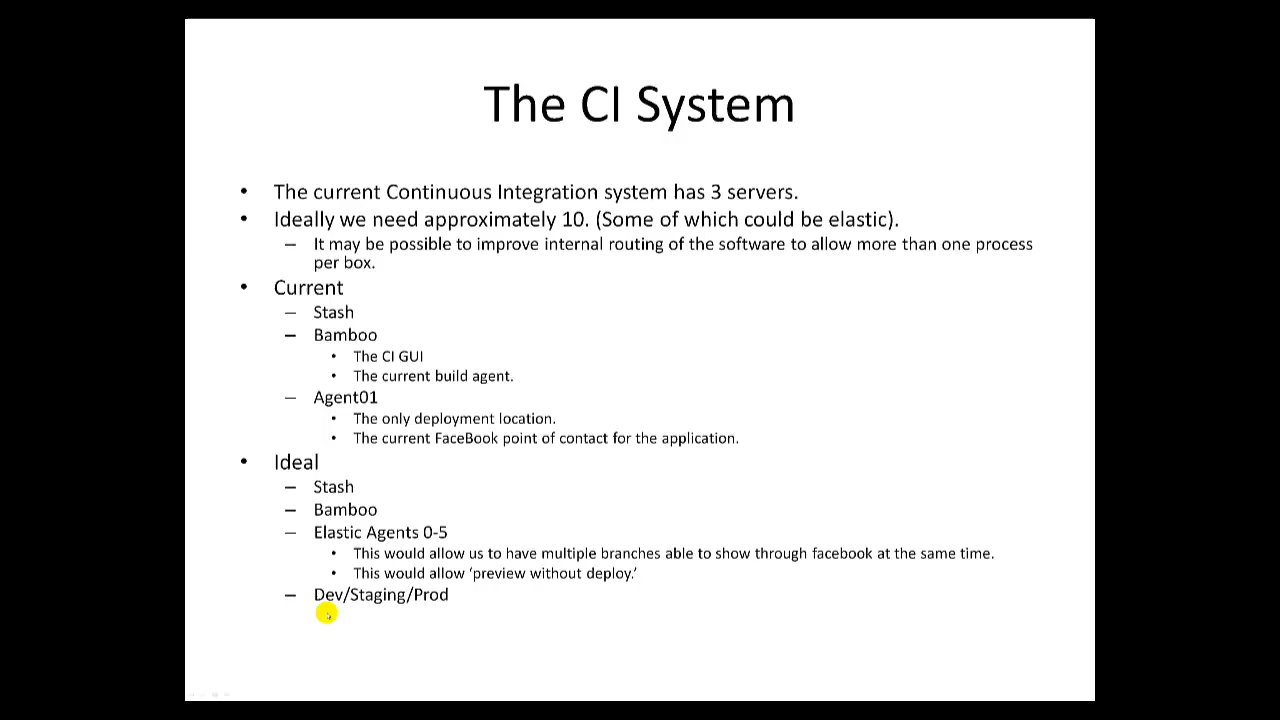 The CI System
• The current Continuous Integration system has 3 servers.
• Ideally we need approximately 10. (Some of which could be elastic).
– It may be possible to improve internal routing of the software to allow more than one process
per box.
• Current
– Stash
– Bamboo
• The CI GUI
• The current build agent.
– Agent01
• The only deployment location.
• The current FaceBook point of contact for the application.
• Ideal
– Stash
– Bamboo
– Elastic Agents 0-5
• This would allow us to have multiple branches able to show through facebook at the same time.
• This would allow ‘preview without deploy.’
– Dev/Staging/Prod